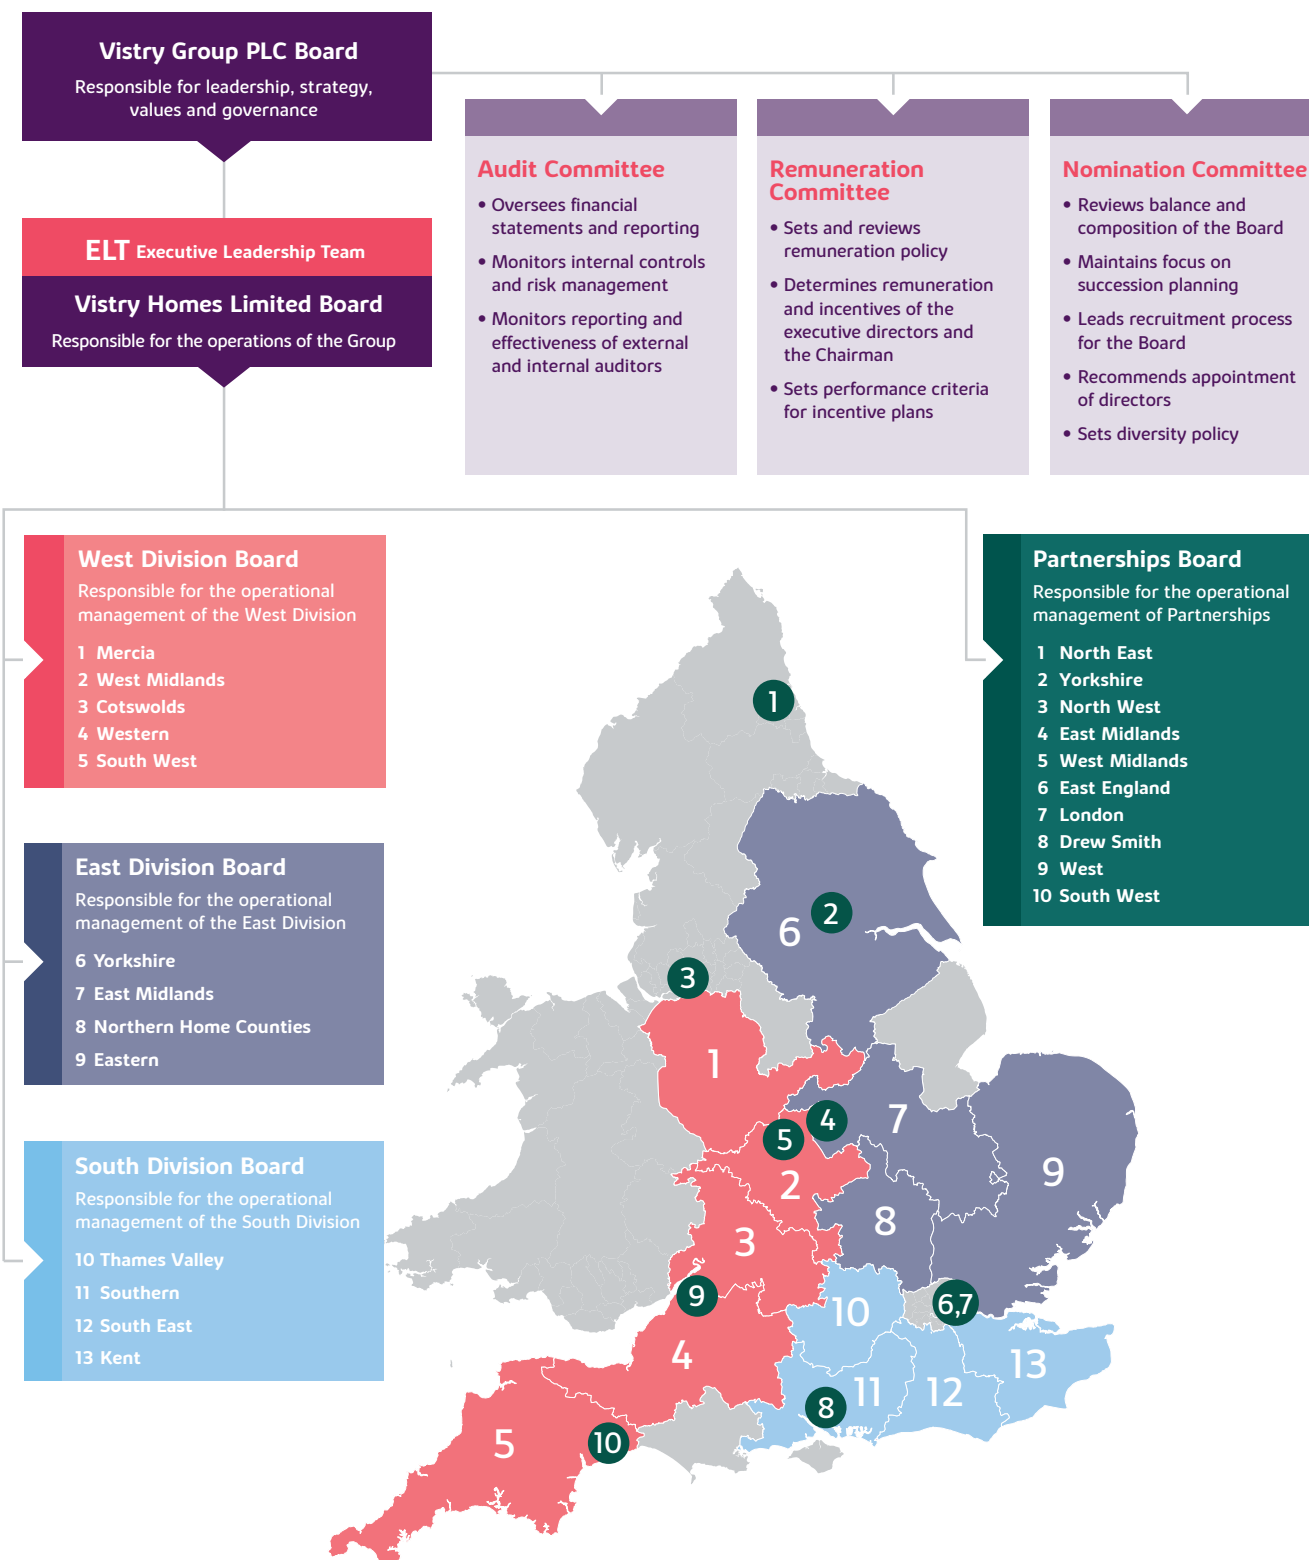 Vistry Group PLC Board
Responsible for leadership, strategy,
values and governance
ELT Executive Leadership Team
Vistry Homes Limited Board
Responsible for the operations of the Group
Audit Committee
• Oversees financial
statements and reporting
• Monitors internal controls
and risk management
• Monitors reporting and
effectiveness of external
and internal auditors
Remuneration
Committee
• Sets and reviews
remuneration policy
• Determines remuneration
and incentives of the
executive directors and
the Chairman
• Sets performance criteria
for incentive plans
Nomination Committee
• Reviews balance and
composition of the Board
• Maintains focus on
succession planning
• Leads recruitment process
for the Board
• Recommends appointment
of directors
• Sets diversity policy
West Division Board
Responsible for the operational
management of the West Division
1 Mercia
2 West Midlands
3 Cotswolds
4 Western
5 South West
East Division Board
Responsible for the operational
management of the East Division
6 Yorkshire
7 East Midlands
8 Northern Home Counties
9 Eastern
South Division Board
Responsible for the operational
management of the South Division
10 Thames Valley
11 Southern
12 South East
13 Kent
Partnerships Board
Responsible for the operational
management of Partnerships
1 North East
2 Yorkshire
3 North West
4 East Midlands
5 West Midlands
6 East England
7 London
8 Drew Smith
9 West
10 South West
1
2
6
3
1
4
7
5
2
9
8
3
9
6,7
10
4
13
11
12
8
5
10